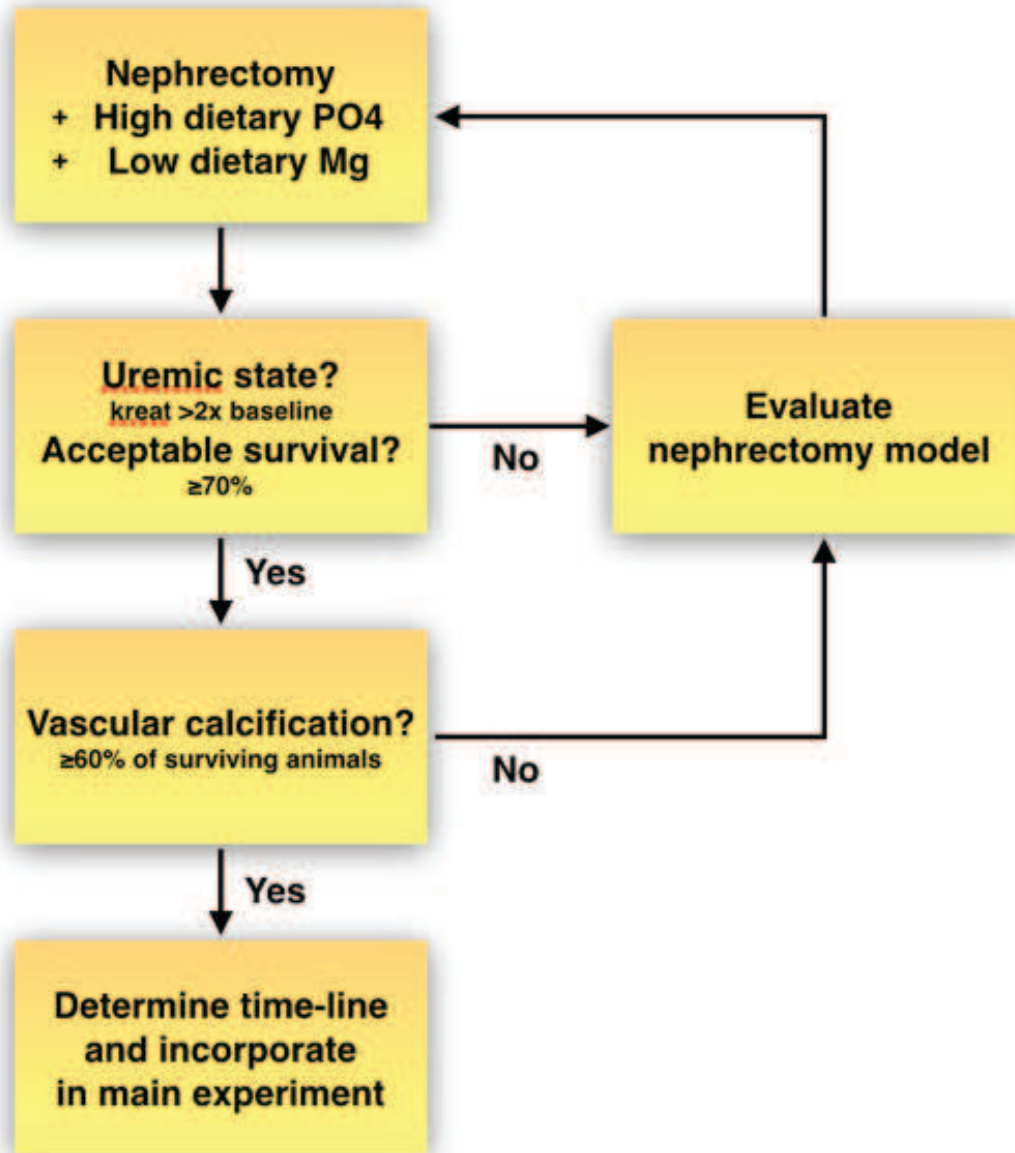 Nephrectomy
+ High dietary PO4
+ Low dietary Mg
Uremic state?
kreat >2x baseline
Acceptable survival?
≥70%
No
Evaluate
nephrectomy model
Yes
Vascular calcification?
≥60% of surviving animals
No
Yes
Determine time-line
and incorporate
in main experiment